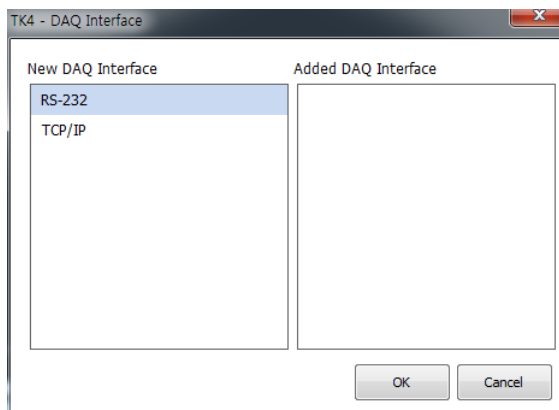 TK4 - DAQ Interface
New DAQ Interface
Added DAQ Interface
RS-232
TCP/IP
OK
Cancel